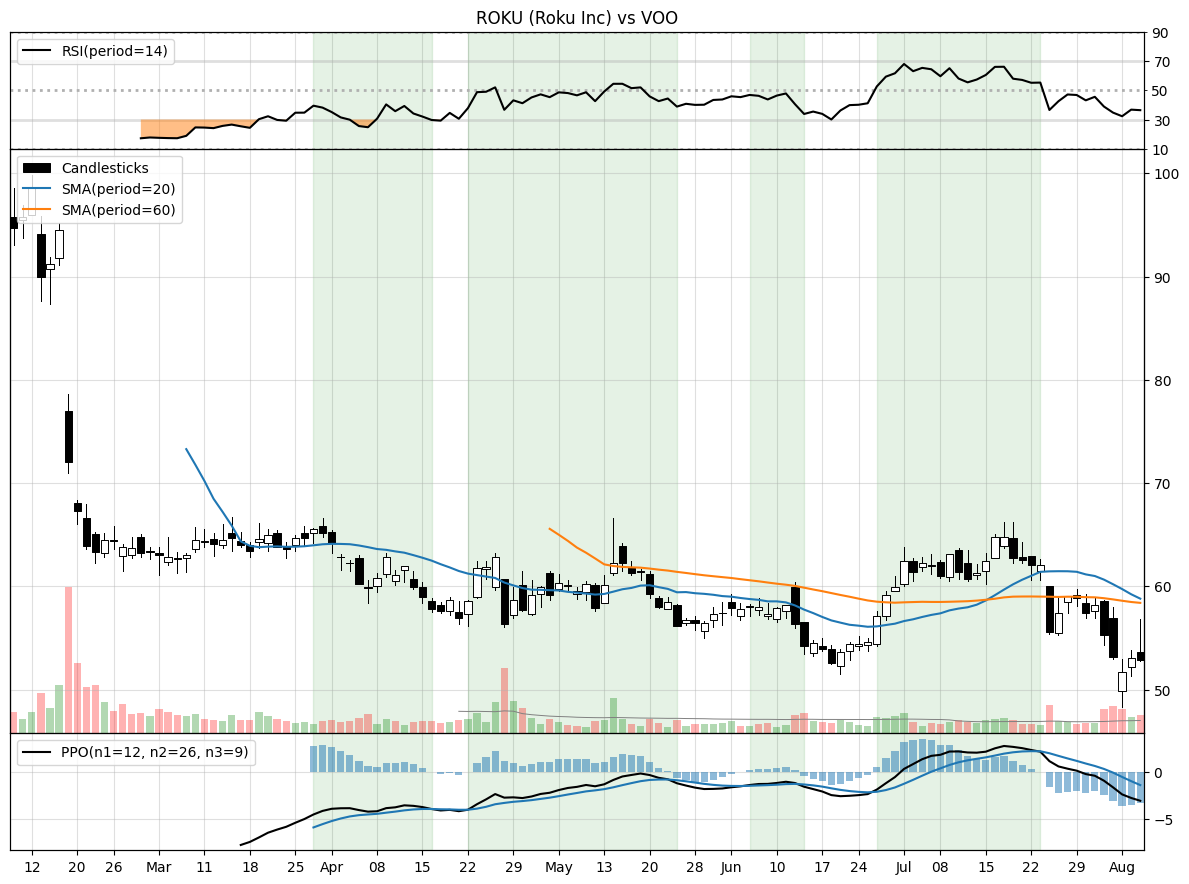 ROKU (Roku Inc) vs VOO
RSI(period=14)
90
70
50
30
10
Candlesticks
SMA(period=20)
SMA(period=60)
100
90
80
70
60
50
PPO(n1=12, n2=26, n3=9)
0
−5
12 20 26 Mar 11 18 25 Apr 08 15 22 29 May 13 20 28 Jun 10 17 24 Jul 08 15 22 29 Aug